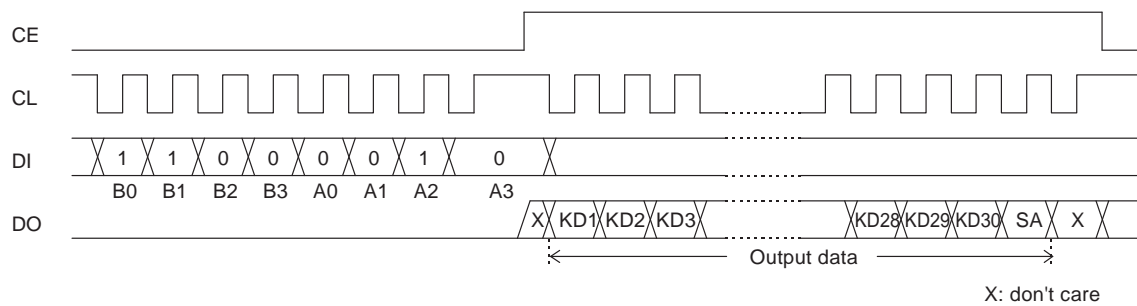 CE
CL
DI 1 1 0 0 0 0 1 0
B0 B1 B2 B3 A0 A1 A2 A3
DO X KD1 KD2 KD3 KD28 KD29 KD30 SA X
Output data
X: don't care